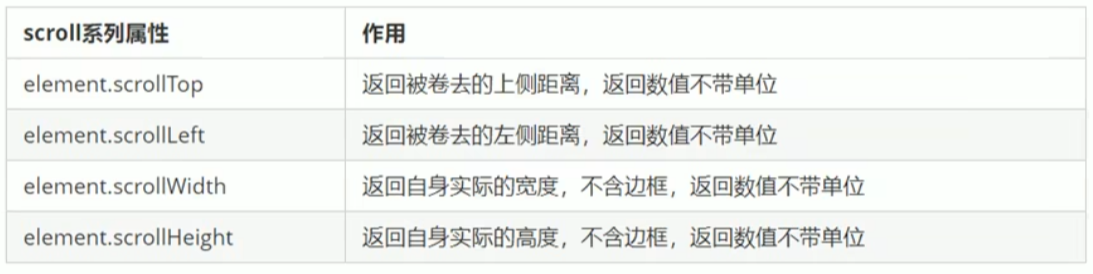 scroll系列属性 作用
element.scrollTop 返回被卷去的上侧距离，返回数值不带单位
element.scrollLeft 返回被卷去的左侧距离，返回数值不带单位
element.scrollWidth 返回自身实际的宽度，不含边框，返回数值不带单位
element.scrollHeight 返回自身实际的高度，不含边框，返回数值不带单位